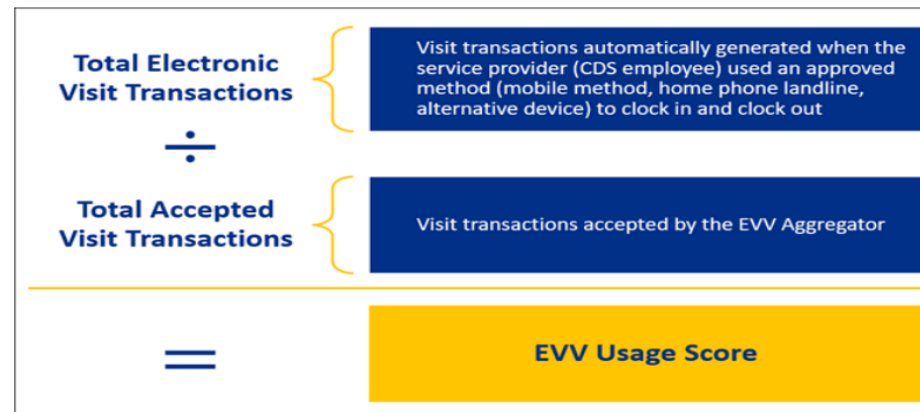 Total Electronic
Visit Transactions
Visit transactions automatically generated when the
service provider (CDS employee) used an approved
method (mobile method, home phone landline,
alternative device) to clock in and clock out
÷
Total Accepted
Visit Transactions
Visit transactions accepted by the EVV Aggregator
=
EVV Usage Score